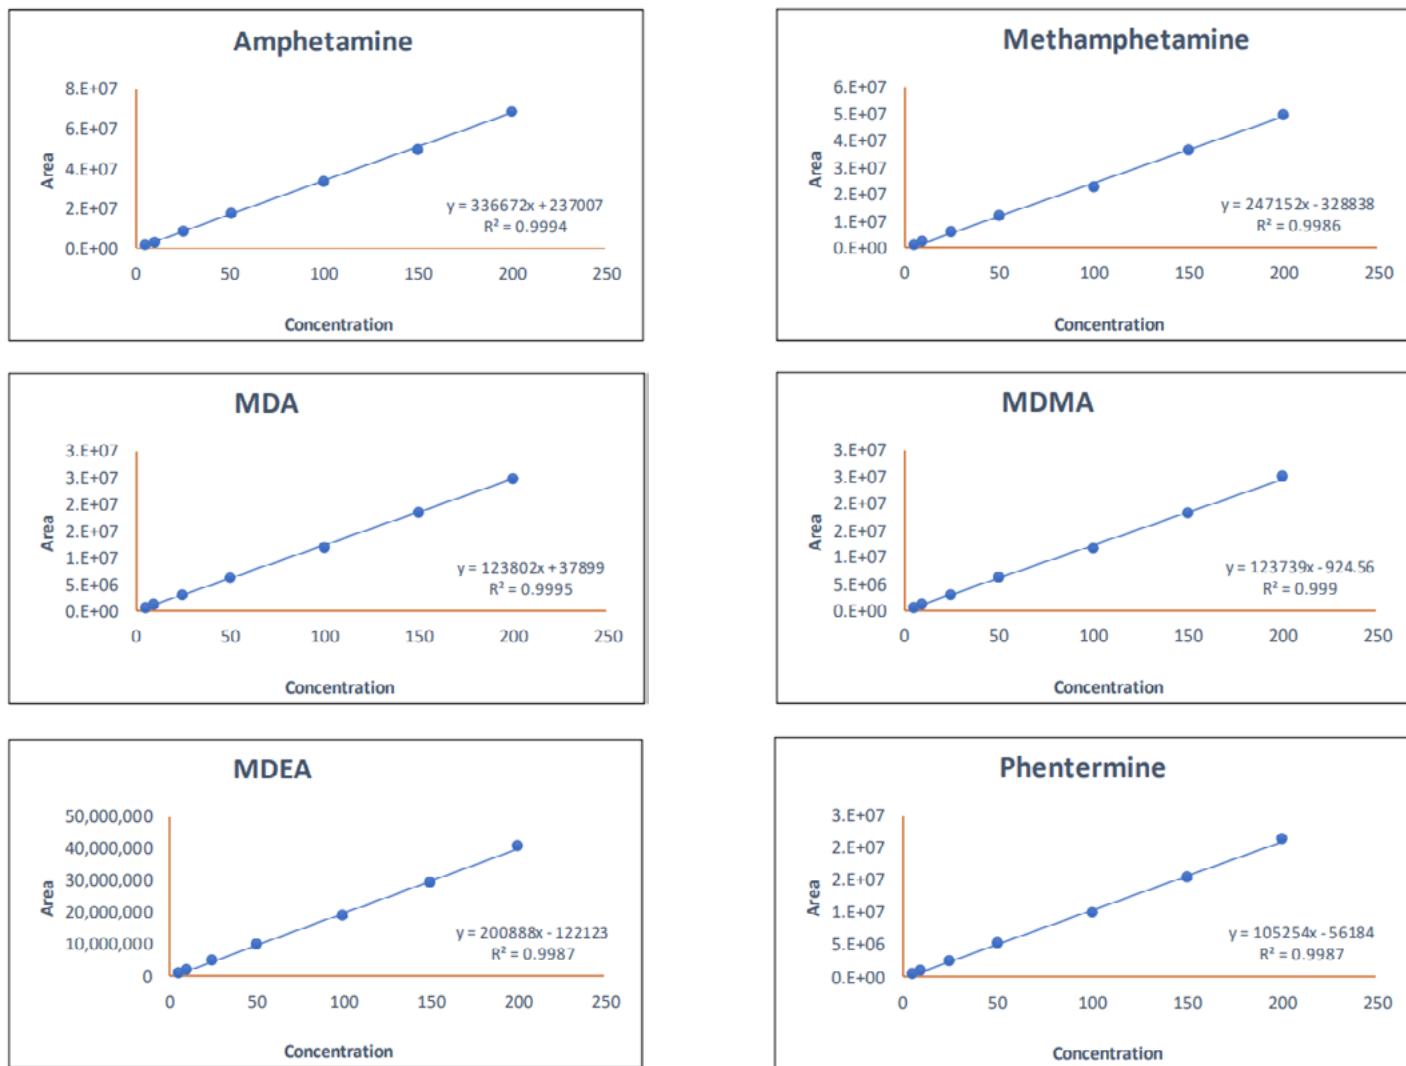 Amphetamine
8.E+07
6.E+07
4.E+07
2.E+07
0.E+00
Area
y = 336672x + 237007
R² = 0.9994
0 50 100 150 200 250
Concentration
Methamphetamine
6.E+07
5.E+07
4.E+07
3.E+07
2.E+07
1.E+07
0.E+00
Area
y = 247152x - 328838
R² = 0.9986
0 50 100 150 200 250
Concentration
MDA
3.E+07
3.E+07
2.E+07
2.E+07
1.E+07
5.E+06
0.E+00
Area
y = 123802x + 37899
R² = 0.9995
0 50 100 150 200 250
Concentration
MDMA
3.E+07
3.E+07
2.E+07
2.E+07
1.E+07
5.E+06
0.E+00
Area
y = 123739x - 924.56
R² = 0.999
0 50 100 150 200 250
Concentration
MDEA
50,000,000
40,000,000
30,000,000
20,000,000
10,000,000
0
Area
y = 200888x - 122123
R² = 0.9987
0 50 100 150 200 250
Concentration
Phentermine
3.E+07
2.E+07
2.E+07
1.E+07
5.E+06
0.E+00
Area
y = 105254x - 56184
R² = 0.9987
0 50 100 150 200 250
Concentration